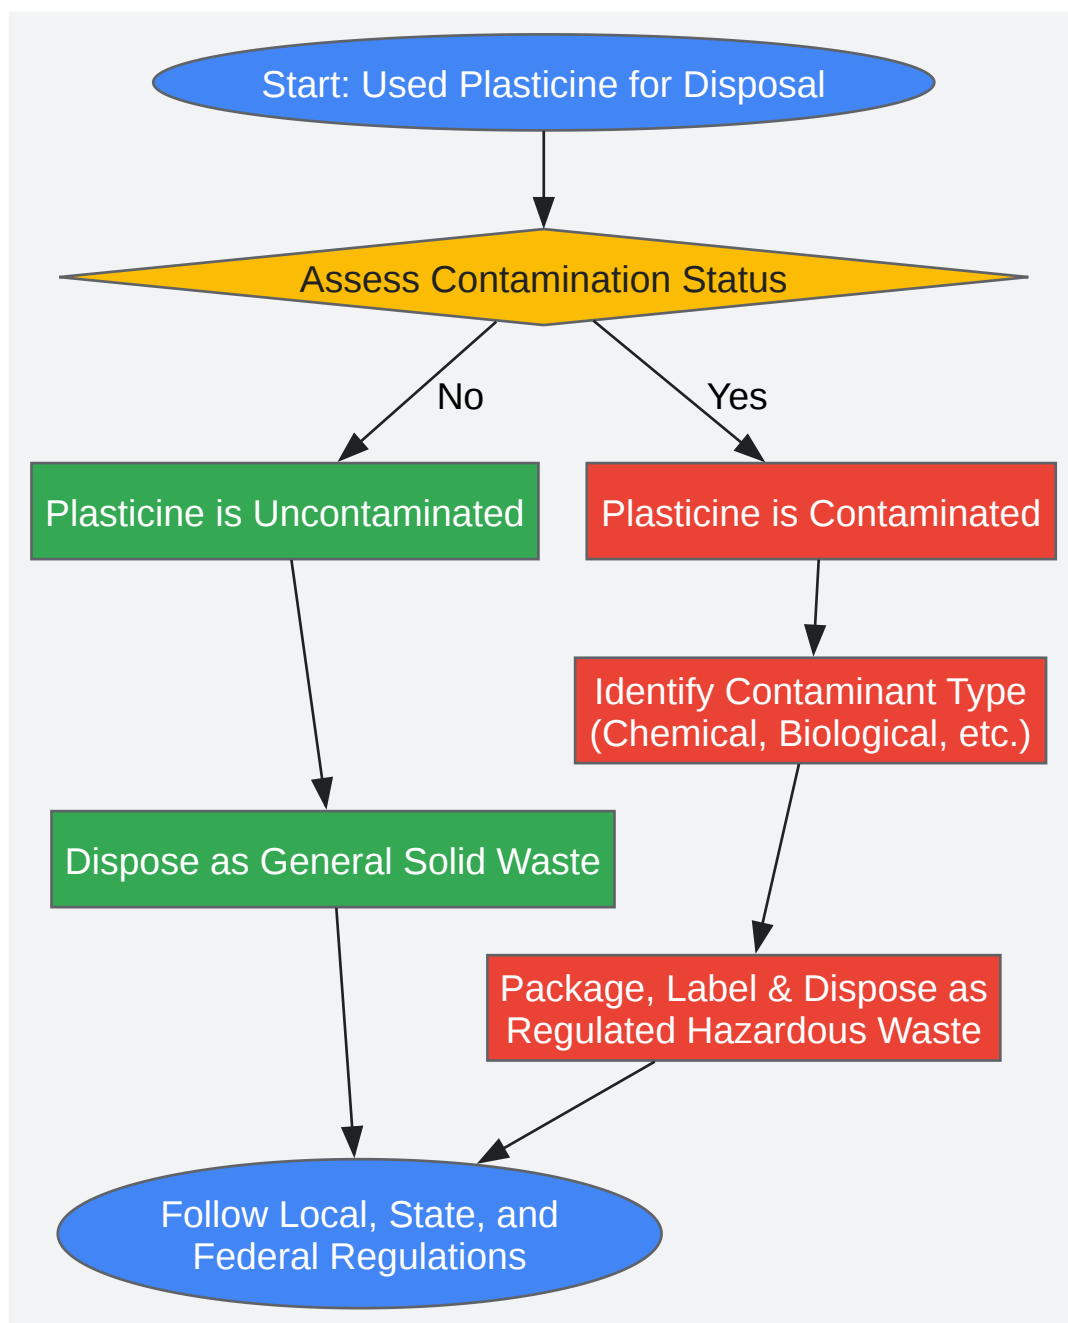 Start: Used Plasticine for Disposal
Assess Contamination Status
No
Yes
Plasticine is Uncontaminated
Plasticine is Contaminated
Identify Contaminant Type
(Chemical, Biological, etc.)
Dispose as General Solid Waste
Package, Label & Dispose as
Regulated Hazardous Waste
Follow Local, State, and
Federal Regulations